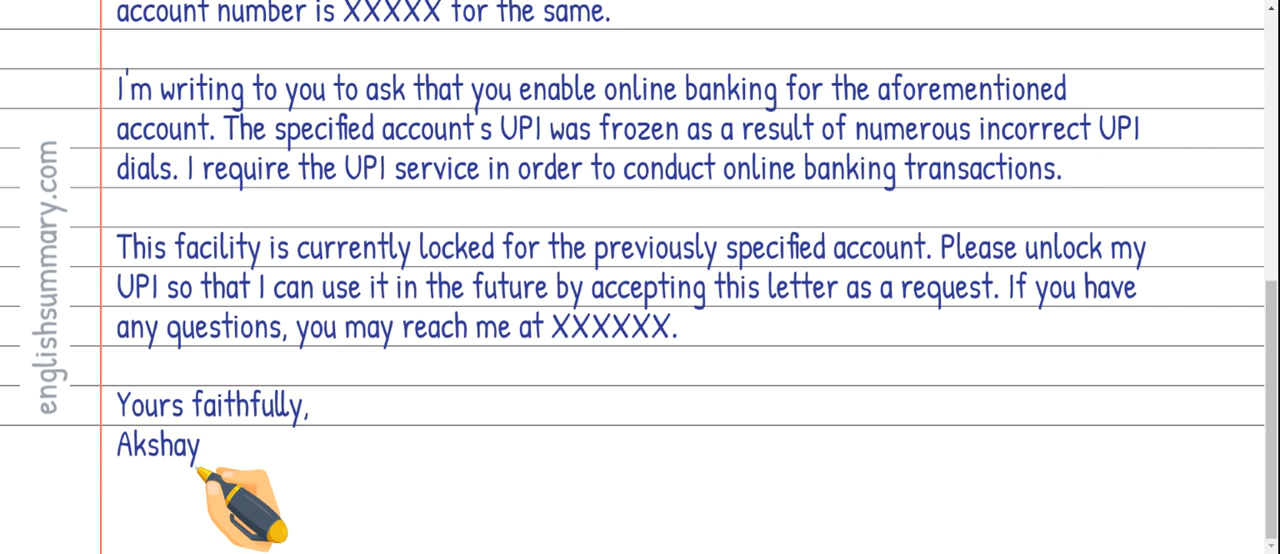 account number is XXXXX for the same.
I'm writing to you to ask that you enable online banking for the aforementioned
account. The specified account's UPI was frozen as a result of numerous incorrect UPI
dials. I require the UPI service in order to conduct online banking transactions.
This facility is currently locked for the previously specified account. Please unlock my
UPI so that I can use it in the future by accepting this letter as a request. If you have
any questions, you may reach me at XXXXXX.
Yours faithfully,
Akshay
englishsummary.com